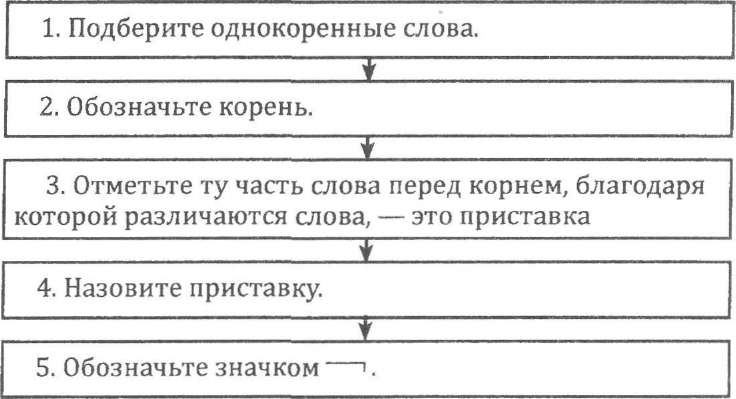 1. Подберите однокоренные слова.
2. Обозначьте корень.
3. Отметьте ту часть слова перед корнем, благодаря
которой различаются слова, — это приставка
4. Назовите приставку.
5. Обозначьте значком ¬.